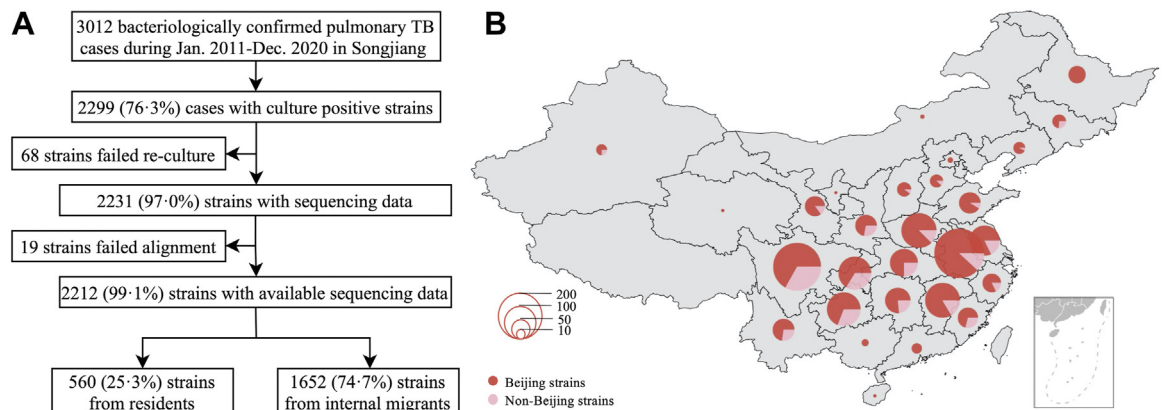 A
3012 bacteriologically confirmed pulmonary TB
cases during Jan. 2011-Dec. 2020 in Songjiang
2299 (76·3%) cases with culture positive strains
68 strains failed re-culture
2231 (97·0%) strains with sequencing data
19 strains failed alignment
2212 (99·1%) strains with available sequencing data
560 (25·3%) strains
from residents
1652 (74·7%) strains
from internal migrants
B
200
100
50
10
Beijing strains
Non-Beijing strains